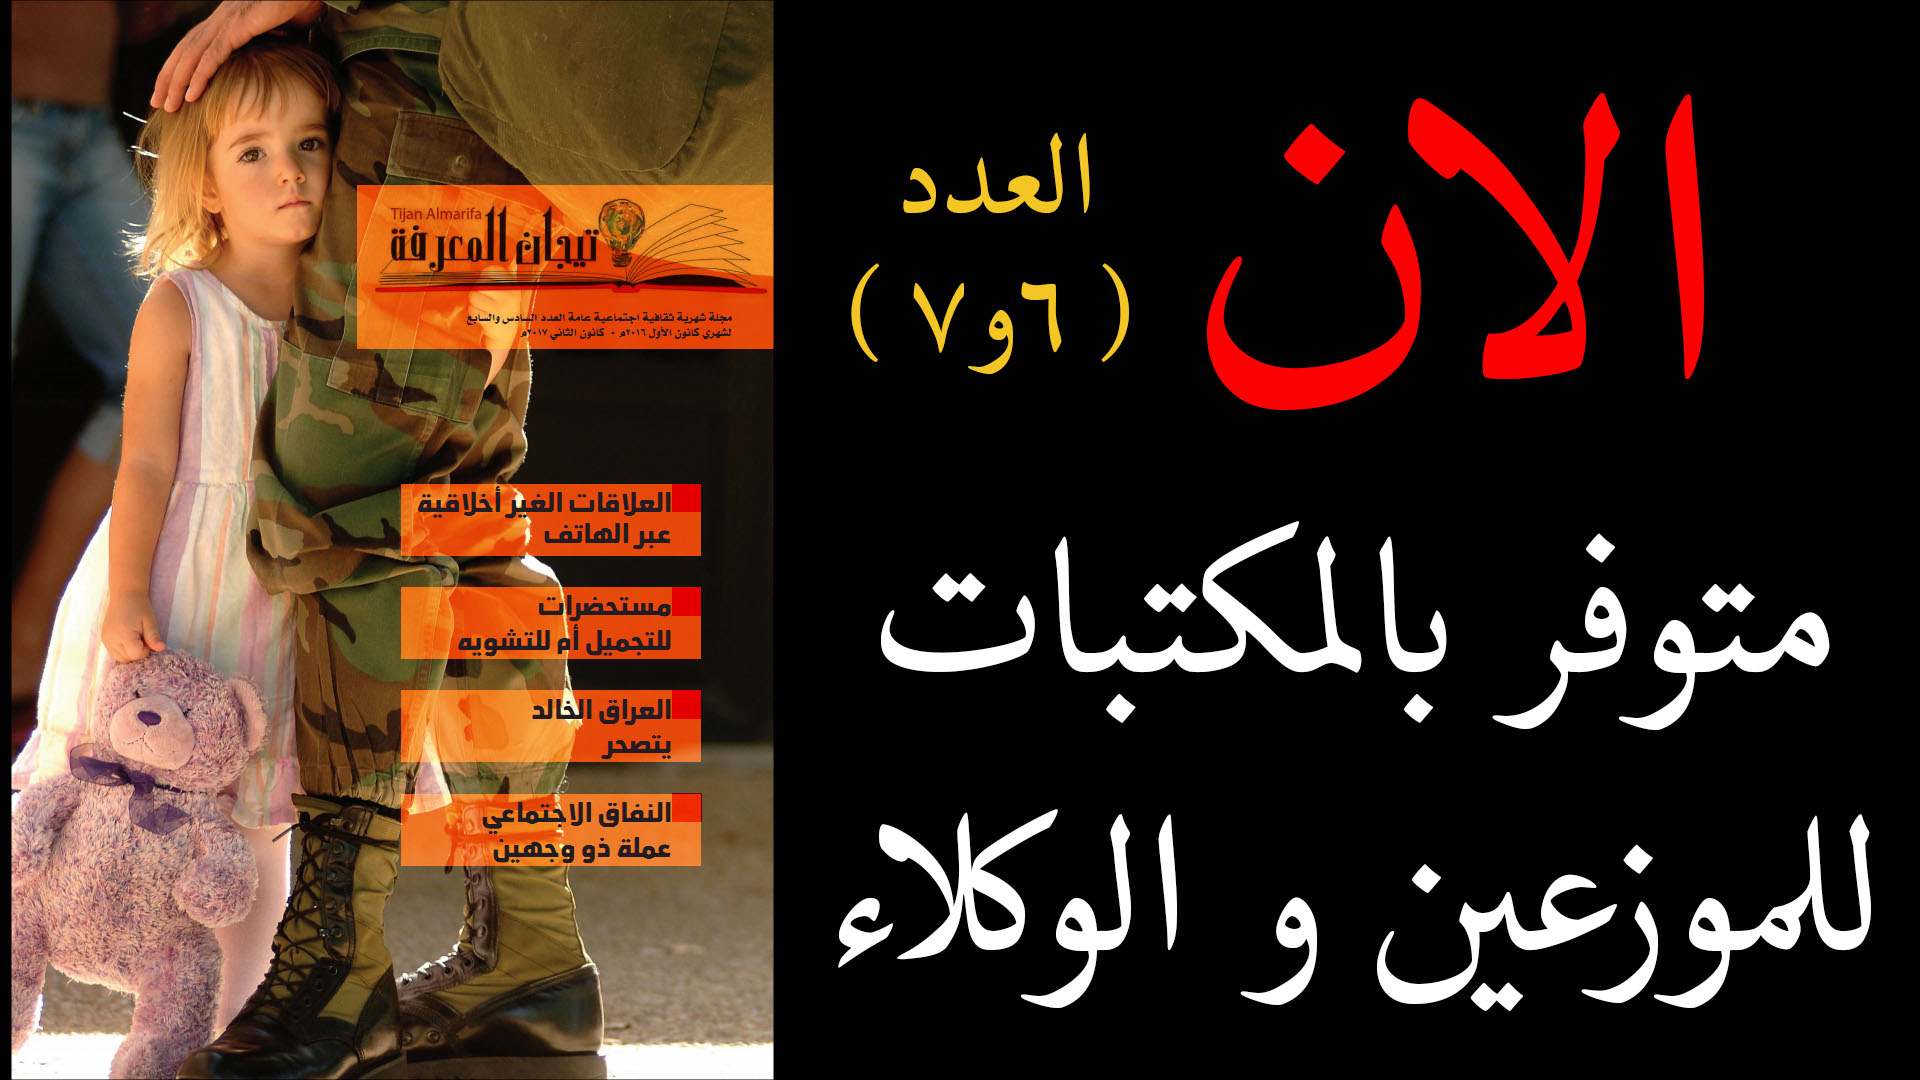 الان
العدد
( ٦و٧ )
متوفر بالمكتبات
للموزعين و الوكلاء
Tijan Almarifa
تيجان المعرفة
مجلة شهرية ثقافية اجتماعية عامة العدد السادس والسابع
لشهري كانون الأول ٢٠١٦م - كانون الثاني ٢٠١٧م
العلاقات الغير أخلاقية
عبر الهاتف
مستحضرات
للتجميل أم للتشويه
العراق الخالد
يتصحر
النفاق الاجتماعي
عملة ذو وجهين